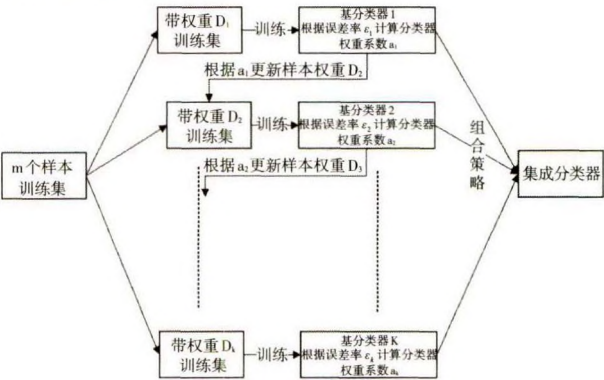 带权重D₁
训练集
训练
基分类器1
根据误差率ε₁计算分类器
权重系数a₁
根据a₁更新样本权重D₂
带权重D₂
训练集
训练
基分类器2
根据误差率ε₂计算分类器
权重系数a₂
根据a₂更新样本权重D₃
m个样本
训练集
组合策略
集成分类器
带权重Dₖ
训练集
训练
基分类器K
根据误差率εₖ计算分类器
权重系数aₖ